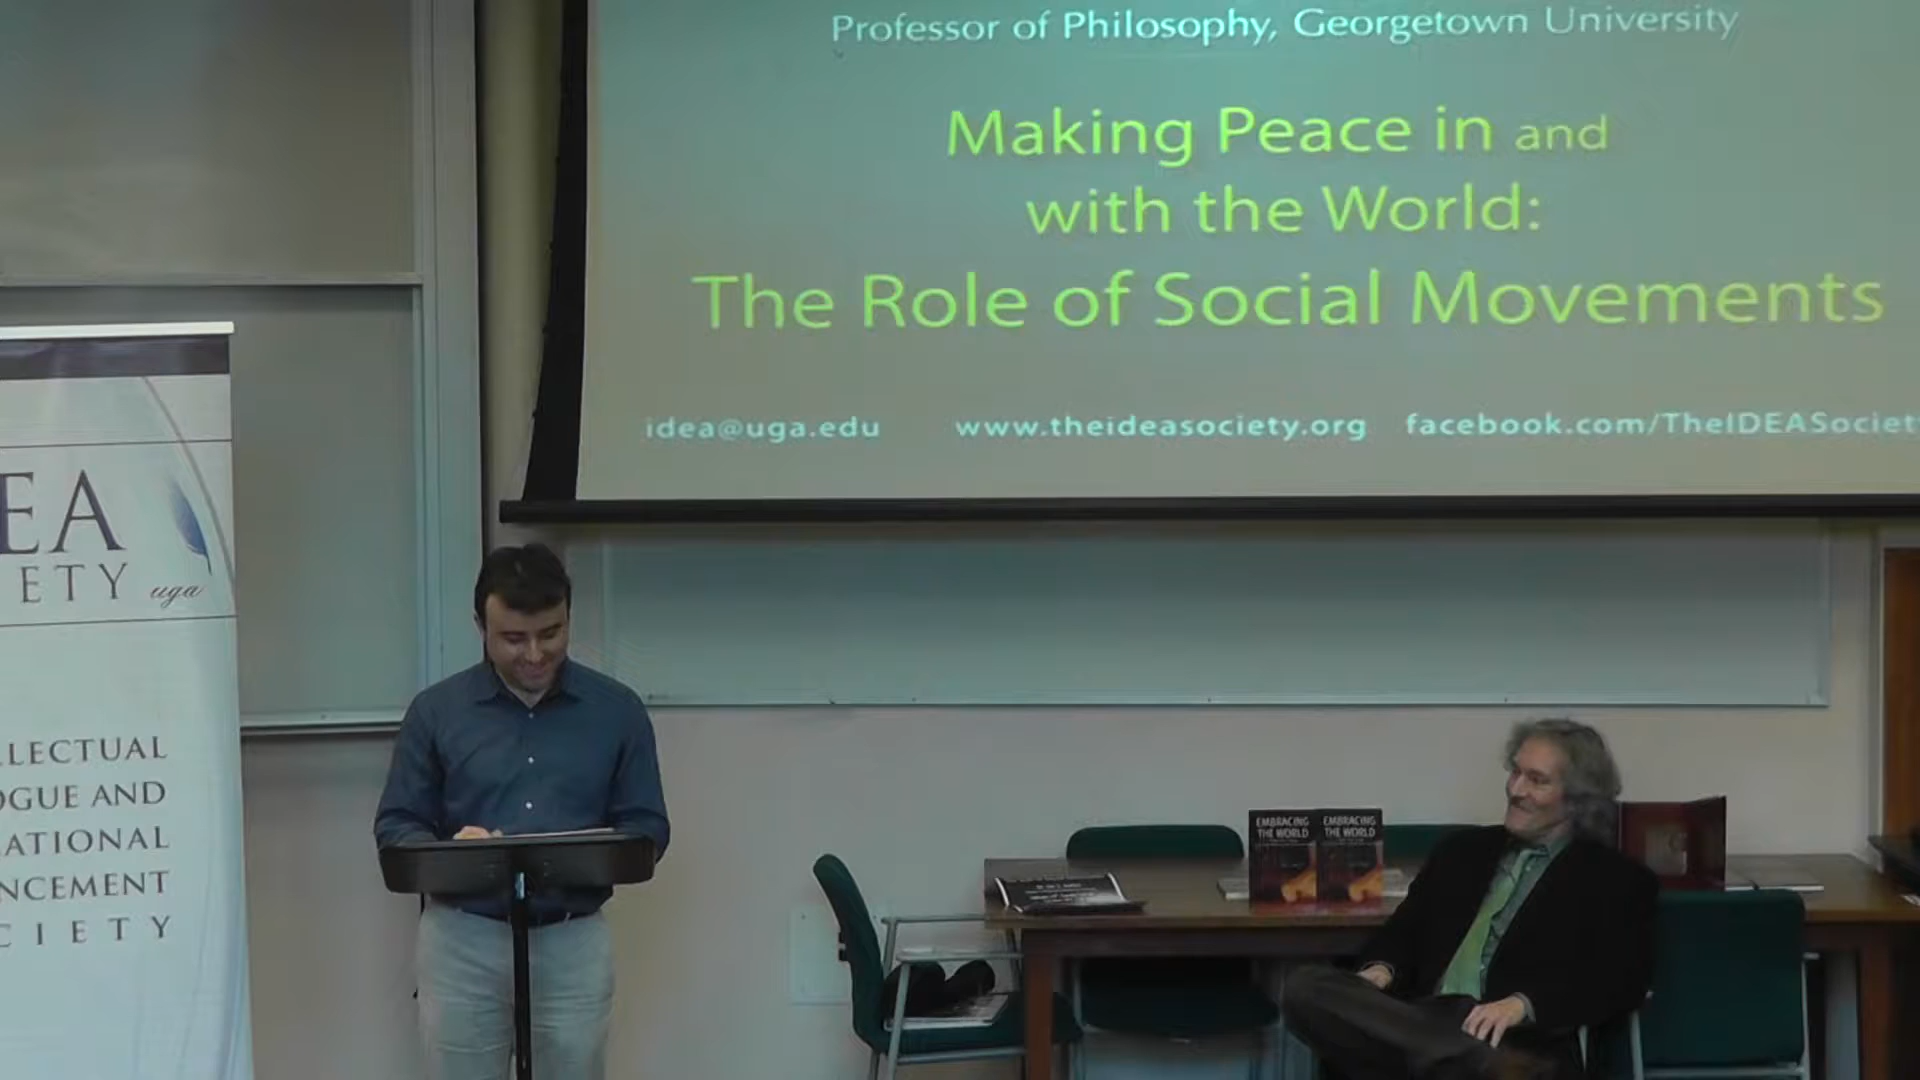 Professor of Philosophy, Georgetown University
Making Peace in and
with the World:
The Role of Social Movements
idea@uga.edu www.theideasociety.org facebook.com/TheIDEASociet
EA
ETY uga
LLECTUAL
OGUE AND
ATIONAL
NCEMENT
CIETY
EMBRACING
THE WORLD
EMBRACING
THE WORLD